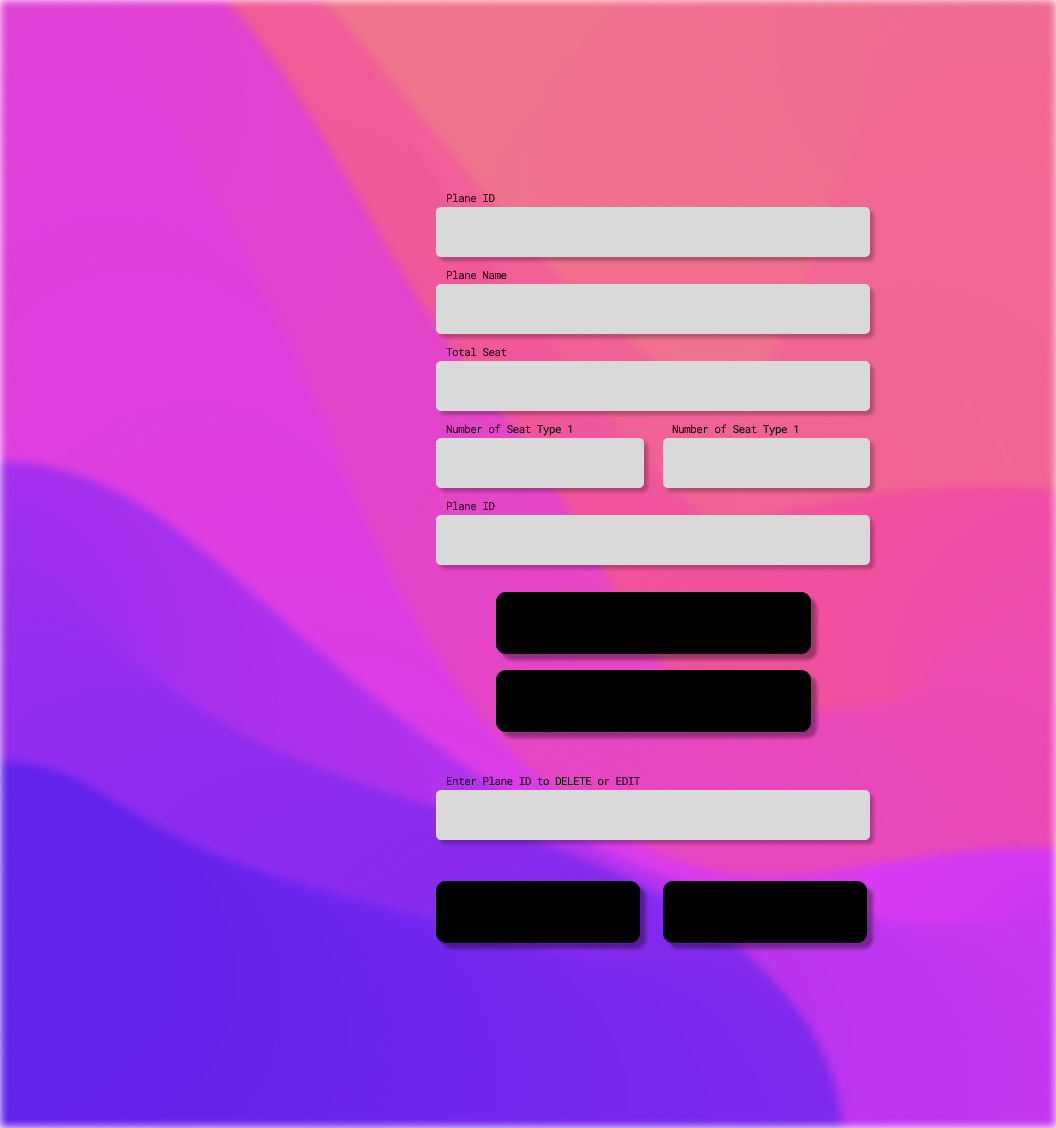 Plane ID
Plane Name
Total Seat
Number of Seat Type 1 Number of Seat Type 1
Plane ID
Enter Plane ID to DELETE or EDIT